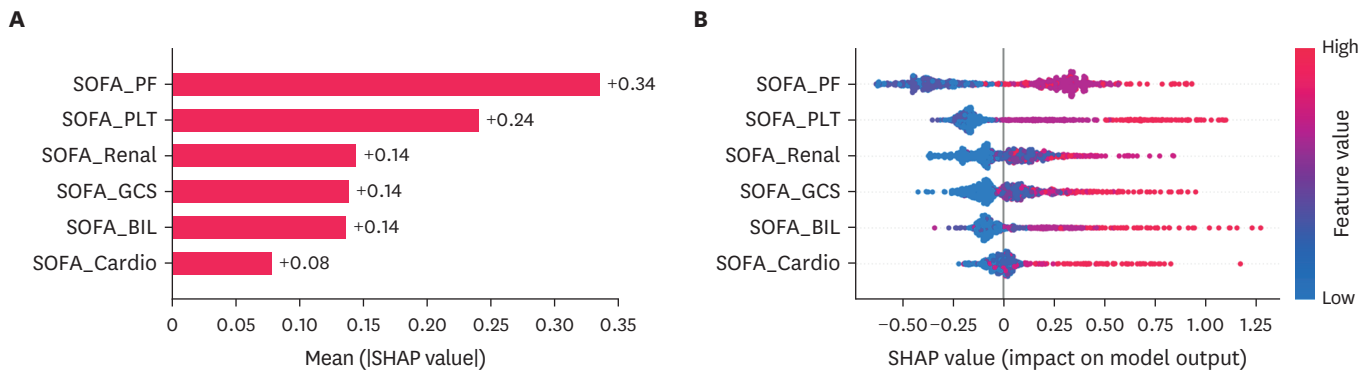 A
SOFA_PF
+0.34
SOFA_PLT
+0.24
SOFA_Renal
+0.14
SOFA_GCS
+0.14
SOFA_BIL
+0.14
SOFA_Cardio
+0.08
0 0.05 0.10 0.15 0.20 0.25 0.30 0.35
Mean (|SHAP value|)
B
SOFA_PF
SOFA_PLT
SOFA_Renal
SOFA_GCS
SOFA_BIL
SOFA_Cardio
−0.50 −0.25 0 0.25 0.50 0.75 1.00 1.25
SHAP value (impact on model output)
High
Feature value
Low